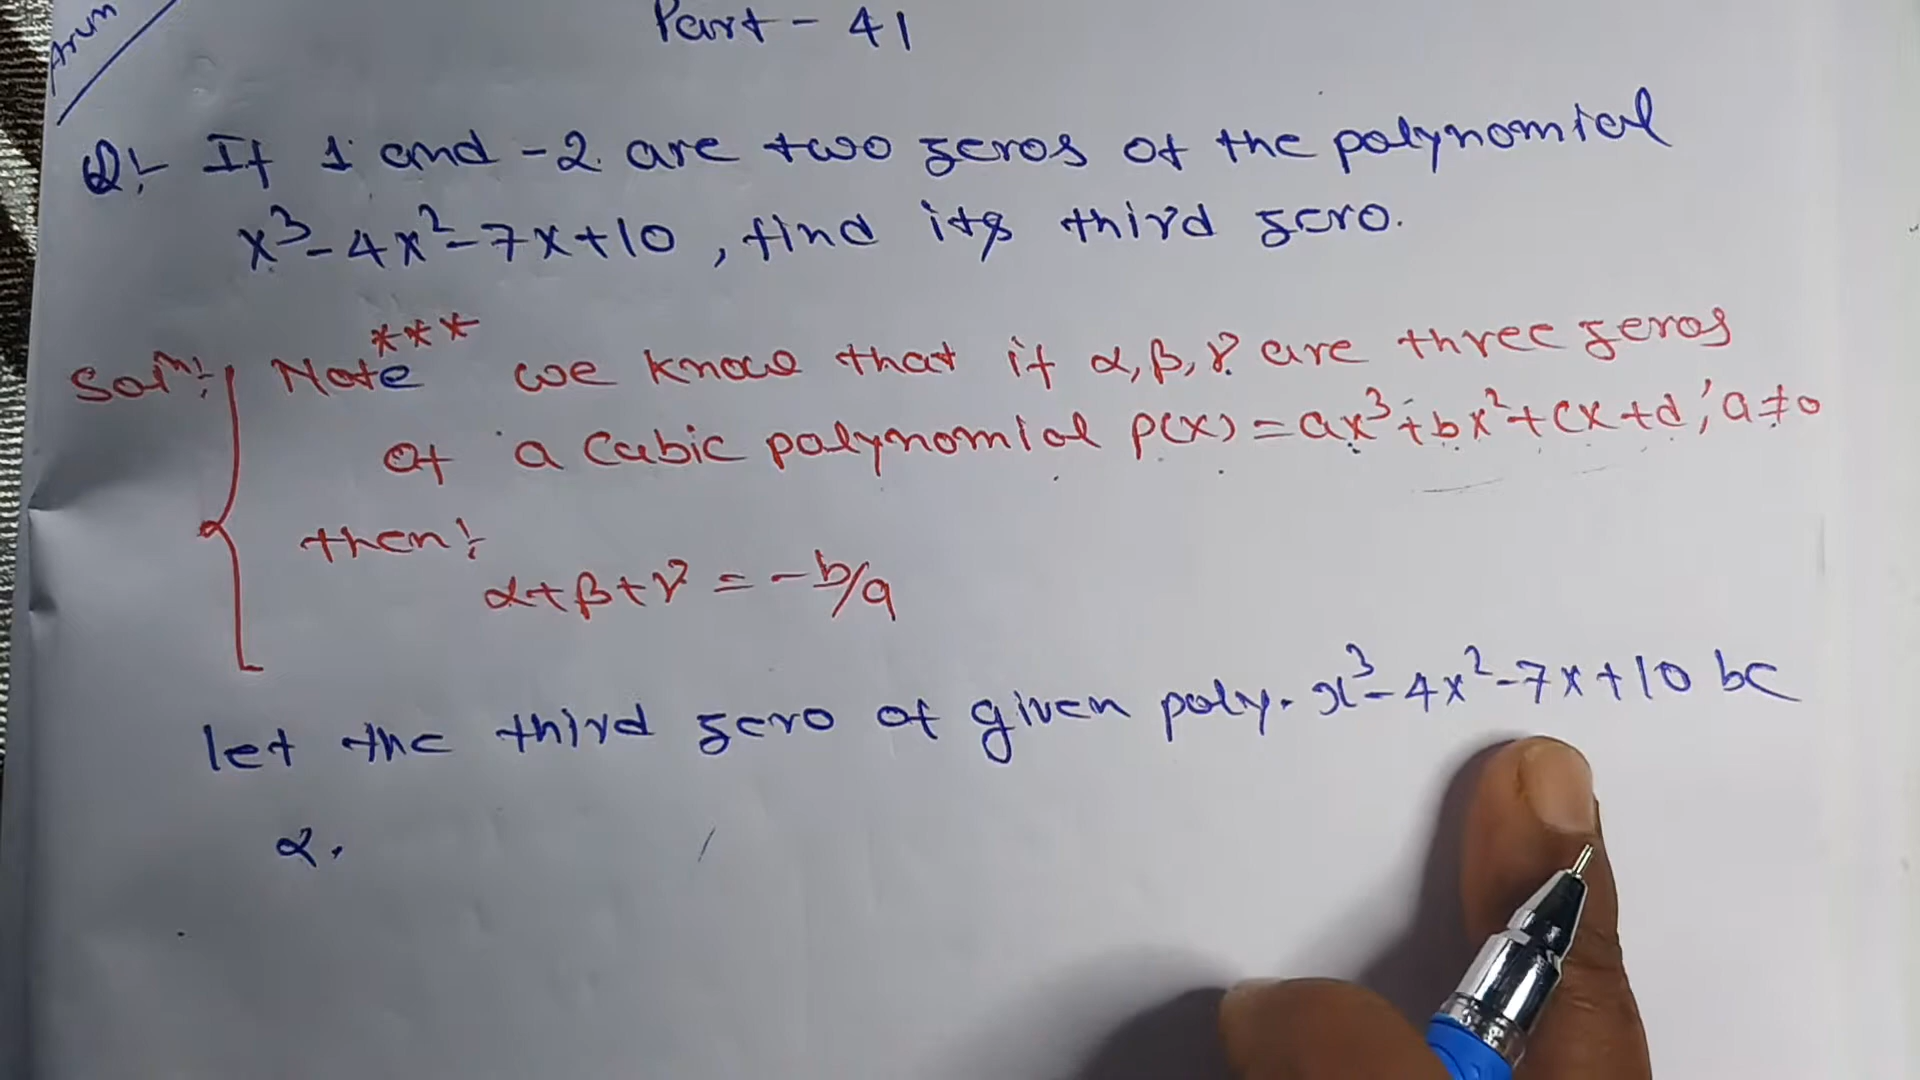 Arum
Part - 41
Q:- If 1 and -2 are two zeros of the polynomial
x³-4x²-7x+10, find its third zero.
Solⁿ:- Note *** we know that if α, β, γ are three zeros
of a cubic polynomial p(x) = ax³+bx²+cx+d, a≠0
then:-
α+β+γ = -b/a
let the third zero of given poly. x³-4x²-7x+10 be
α.